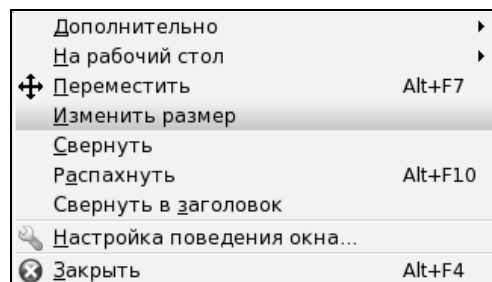 Дополнительно
На рабочий стол
Переместить Alt+F7
Изменить размер
Свернуть
Распахнуть Alt+F10
Свернуть в заголовок
Настройка поведения окна...
Закрыть Alt+F4